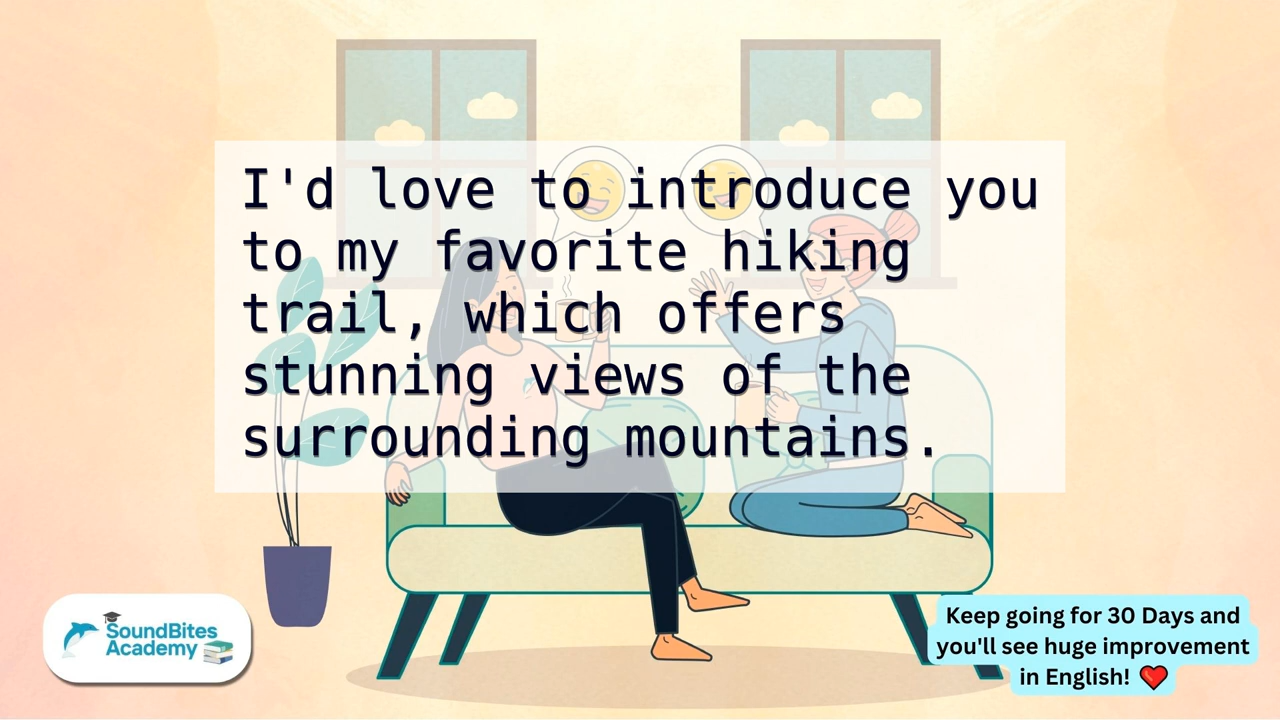 I'd love to introduce you
to my favorite hiking
trail, which offers
stunning views of the
surrounding mountains.
SoundBites
Academy
Keep going for 30 Days and
you'll see huge improvement
in English! ❤️